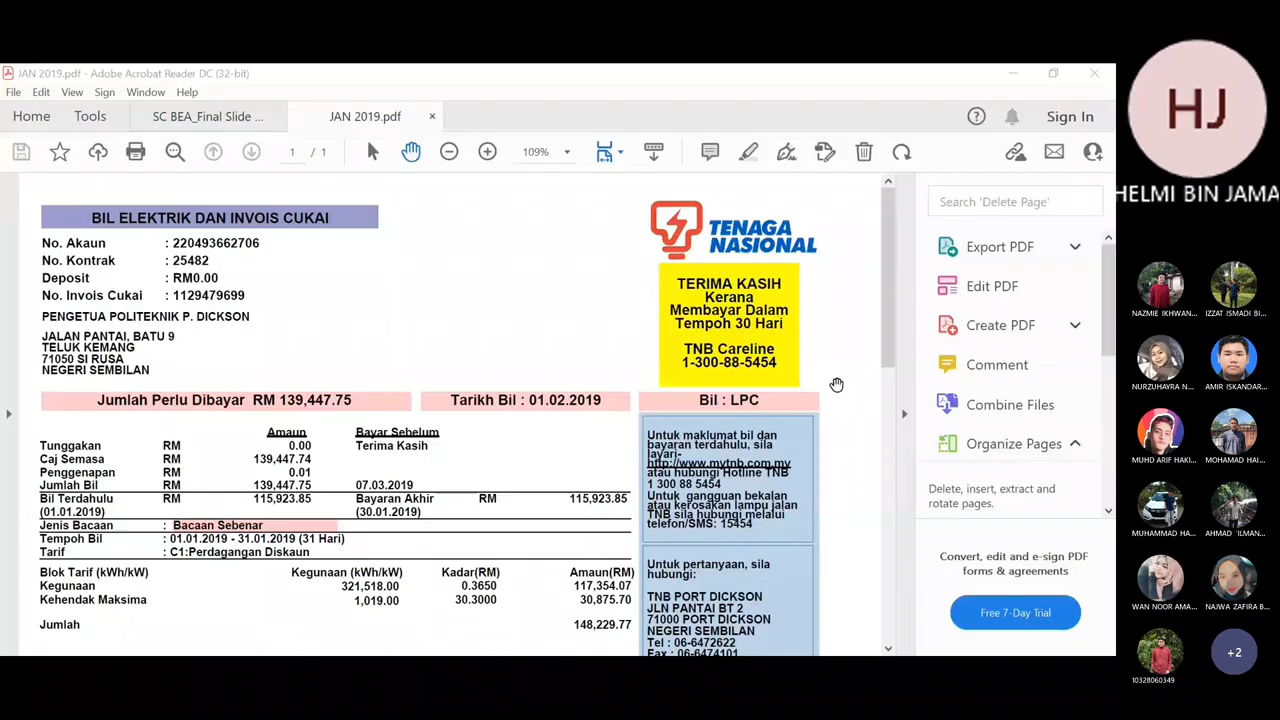 JAN 2019.pdf - Adobe Acrobat Reader DC (32-bit)
File Edit View Sign Window Help
Home Tools SC BEA_Final Slide ... JAN 2019.pdf × Sign In
1 / 1 109%
BIL ELEKTRIK DAN INVOIS CUKAI
No. Akaun : 220493662706
No. Kontrak : 25482
Deposit : RM0.00
No. Invois Cukai : 1129479699
PENGETUA POLITEKNIK P. DICKSON
JALAN PANTAI, BATU 9
TELUK KEMANG
71050 SI RUSA
NEGERI SEMBILAN
TENAGA
NASIONAL
TERIMA KASIH
Kerana
Membayar Dalam
Tempoh 30 Hari
TNB Careline
1-300-88-5454
Jumlah Perlu Dibayar RM 139,447.75 Tarikh Bil : 01.02.2019 Bil : LPC
Amaun Bayar Sebelum
Tunggakan RM 0.00 Terima Kasih
Caj Semasa RM 139,447.74
Penggenapan RM 0.01
Jumlah Bil RM 139,447.75 07.03.2019
Bil Terdahulu RM 115,923.85 Bayaran Akhir RM 115,923.85
(01.01.2019) (30.01.2019)
Jenis Bacaan : Bacaan Sebenar
Tempoh Bil : 01.01.2019 - 31.01.2019 (31 Hari)
Tarif : C1:Perdagangan Diskaun
Blok Tarif (kWh/kW) Kegunaan (kWh/kW) Kadar(RM) Amaun(RM)
Kegunaan 321,518.00 0.3650 117,354.07
Kehendak Maksima 1,019.00 30.3000 30,875.70
Jumlah 148,229.77
Untuk maklumat bil dan
bayaran terdahulu, sila
layari-
http://www.mytnb.com.my
atau hubungi Hotline TNB
1 300 88 5454
Untuk gangguan bekalan
atau kerosakan lampu jalan
TNB sila hubungi melalui
telefon/SMS: 15454
Untuk pertanyaan, sila
hubungi:
TNB PORT DICKSON
JLN PANTAI BT 2
71000 PORT DICKSON
NEGERI SEMBILAN
Tel : 06-6472622
Fax : 06-6474101
Search 'Delete Page'
Export PDF
Edit PDF
Create PDF
Comment
Combine Files
Organize Pages
Delete, insert, extract and
rotate pages.
Convert, edit and e-sign PDF
forms & agreements
Free 7-Day Trial
HJ
HELMI BIN JAMA
NAZMIE IKHWAN... IZZAT ISMADI BI...
NURZUHAYRA N... AMIR ISKANDAR...
MUHD ARIF HAKI... MOHAMAD HAI...
MUHAMMAD HA... AHMAD 'ILMAN...
WAN NOOR AMA... NAJWA ZAFIRA B...
10328060349 +2